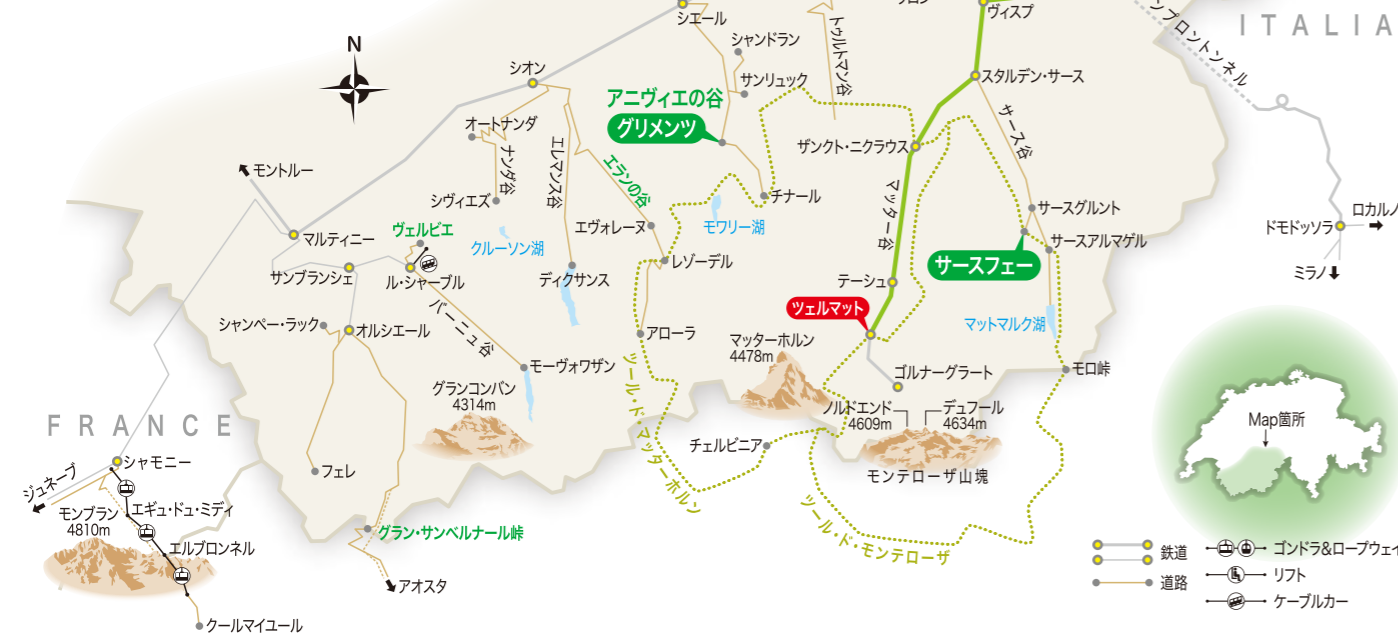 シエール
ヴィスプ
ITALIA
トゥルトマン谷
ンプロントンネル
シャンドラン
N
シオン
サンリュック
スタルデン・サース
アニヴィエの谷
グリメンツ
サース谷
オートナンダ
ナンダ谷
エレマンス谷
エランの谷
ザンクト・ニクラウス
マッター谷
モントルー
シヴィエズ
チナール
サースグルント
ロカルノ
ドモドッソラ
ミラノ
マルティニー
ヴェルビエ
クルーソン湖
エヴォレーヌ
モワリー湖
サースアルマゲル
サースフェー
サンブランシェ
ル・シャーブル
ディクサンス
レゾーデル
テーシュ
ツェルマット
シャンペー・ラック
オルシエール
バーニュ谷
アローラ
マッターホルン
4478m
マットマルク湖
モーヴォワザン
ゴルナーグラート
モロ峠
グランコンバン
4314m
ツール・ド・マッターホルン
ノルドエンド
4609m
デュフール
4634m
Map箇所
FRANCE
チェルビニア
モンテローザ山塊
シャモニー
フェレ
ジュネーブ
モンブラン
4810m
エギュ・ドュ・ミディ
ツール・ド・モンテローザ
エルブロンネル
グラン・サンベルナール峠
アオスタ
クールマイユール
鉄道
ゴンドラ&ロープウェイ
道路
リフト
ケーブルカー